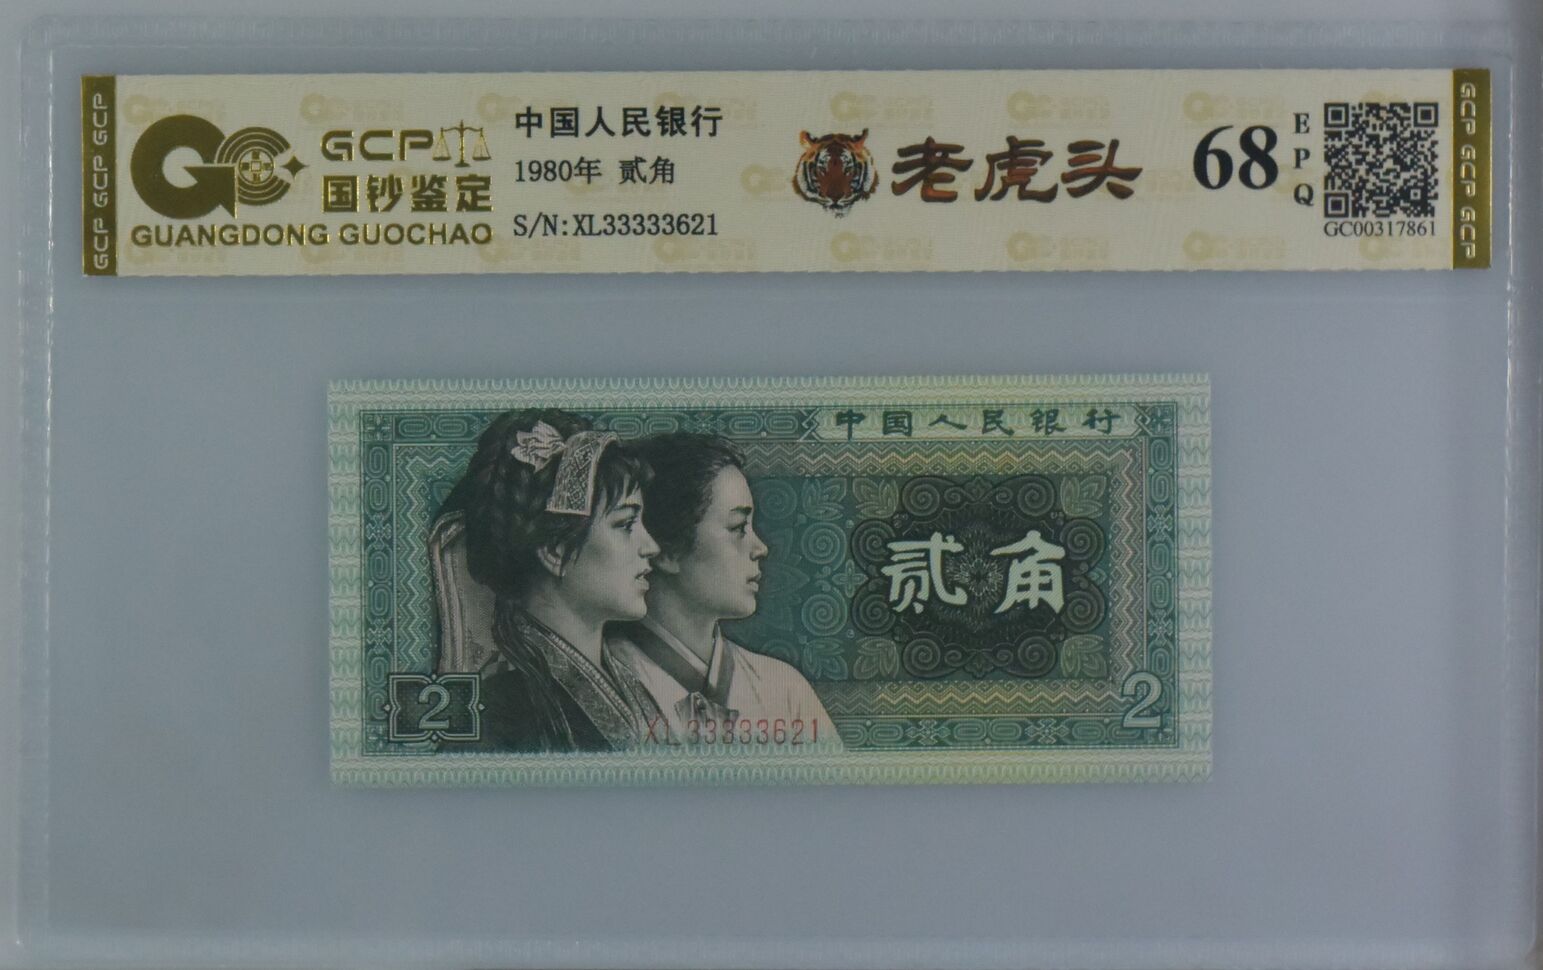 GCP GCP GCP
GCP
国钞鉴定
GUANGDONG GUOCHAO
中国人民银行
1980年 贰角
S/N:XL33333621
老虎头
68
EPQ
GC00317861
GCP GCP GCP
中国人民银行
贰角
2
XL33333621
2